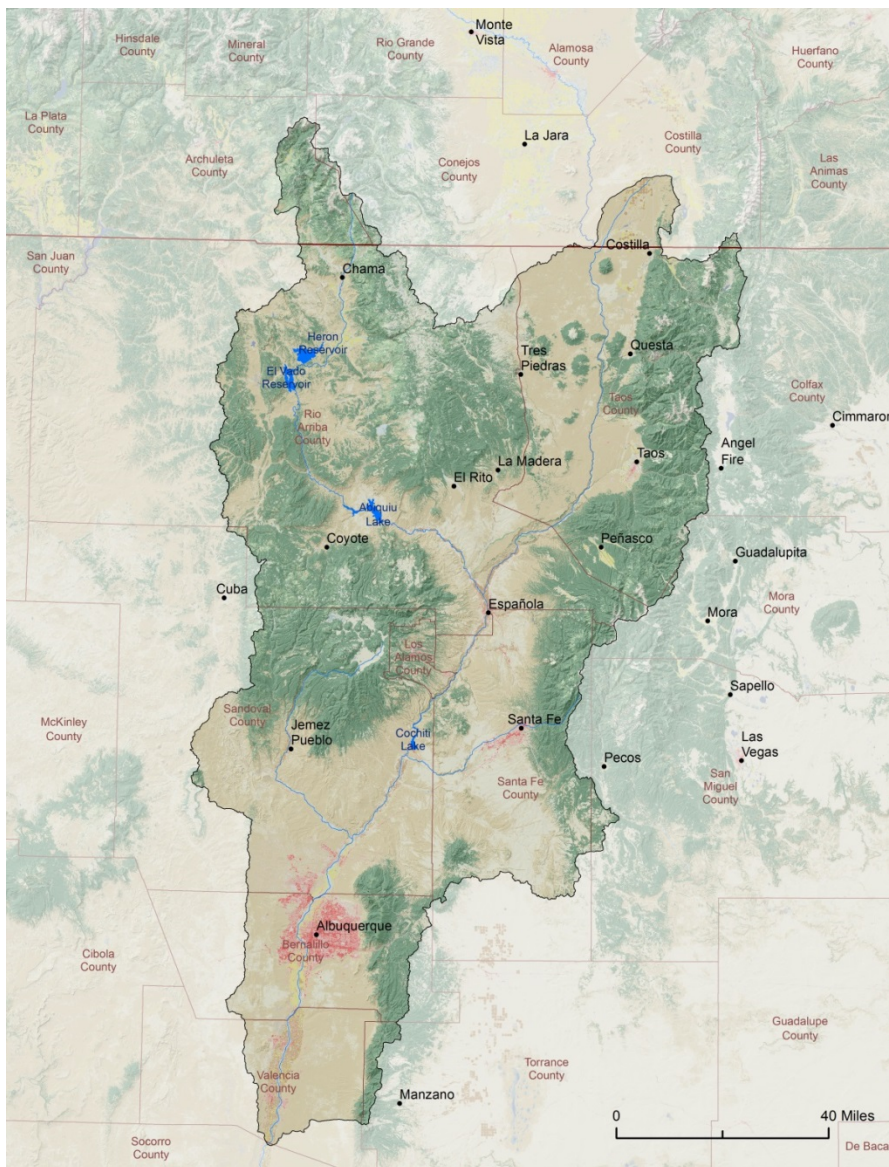 Monte
Vista
Hinsdale
County
Mineral
County
Rio Grande
County
Alamosa
County
Huerfano
County
La Plata
County
La Jara
Archuleta
County
Conejos
County
Costilla
County
Las
Animas
County
San Juan
County
Costilla
Chama
Heron
Reservoir
El Vado
Reservoir
Tres
Piedras
Questa
Rio
Arriba
County
Taos
County
Colfax
County
Cimmaron
La Madera
El Rito
Taos
Angel
Fire
Abiquiu
Lake
Coyote
Peñasco
Guadalupita
Cuba
Española
Mora
County
Mora
Los
Alamos
County
Sapello
McKinley
County
Sandoval
County
Jemez
Pueblo
Cochiti
Lake
Santa Fe
Las
Vegas
Pecos
Santa Fe
County
San
Miguel
County
Albuquerque
Bernalillo
County
Cibola
County
Guadalupe
County
Valencia
County
Torrance
County
Manzano
0
40 Miles
Socorro
County
De Baca